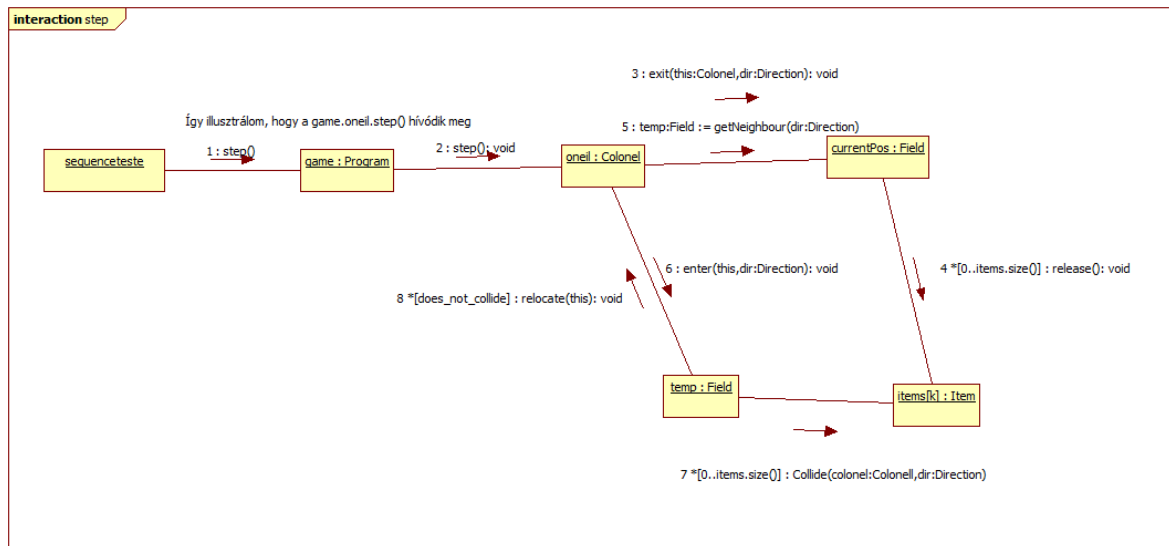 interaction step
3 : exit(this:Colonel,dir:Direction): void
Így illusztrálom, hogy a game.oneil.step() hívódik meg
5 : temp:Field := getNeighbour(dir:Direction)
1 : step()
2 : step(): void
sequenceteste
game : Program
oneil : Colonel
currentPos : Field
6 : enter(this,dir:Direction): void
4 *[0..items.size()] : release(): void
8 *[does_not_collide] : relocate(this): void
temp : Field
items[k] : Item
7 *[0..items.size()] : Collide(colonel:Colonell,dir:Direction)